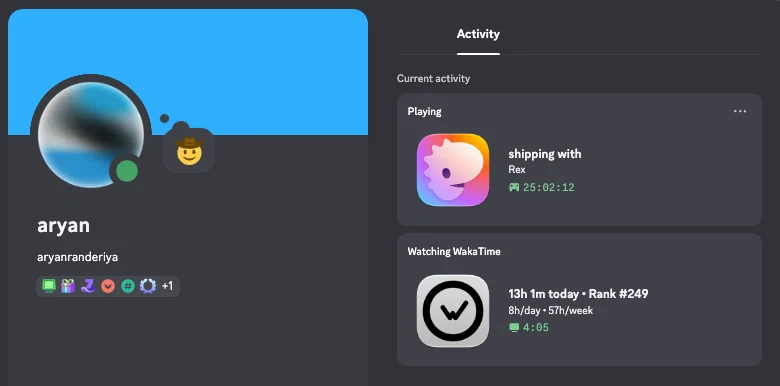 aryan
aryanranderiya
+1
Activity
Current activity
Playing
shipping with
Rex
25:02:12
Watching WakaTime
13h 1m today • Rank #249
8h/day • 57h/week
4:05